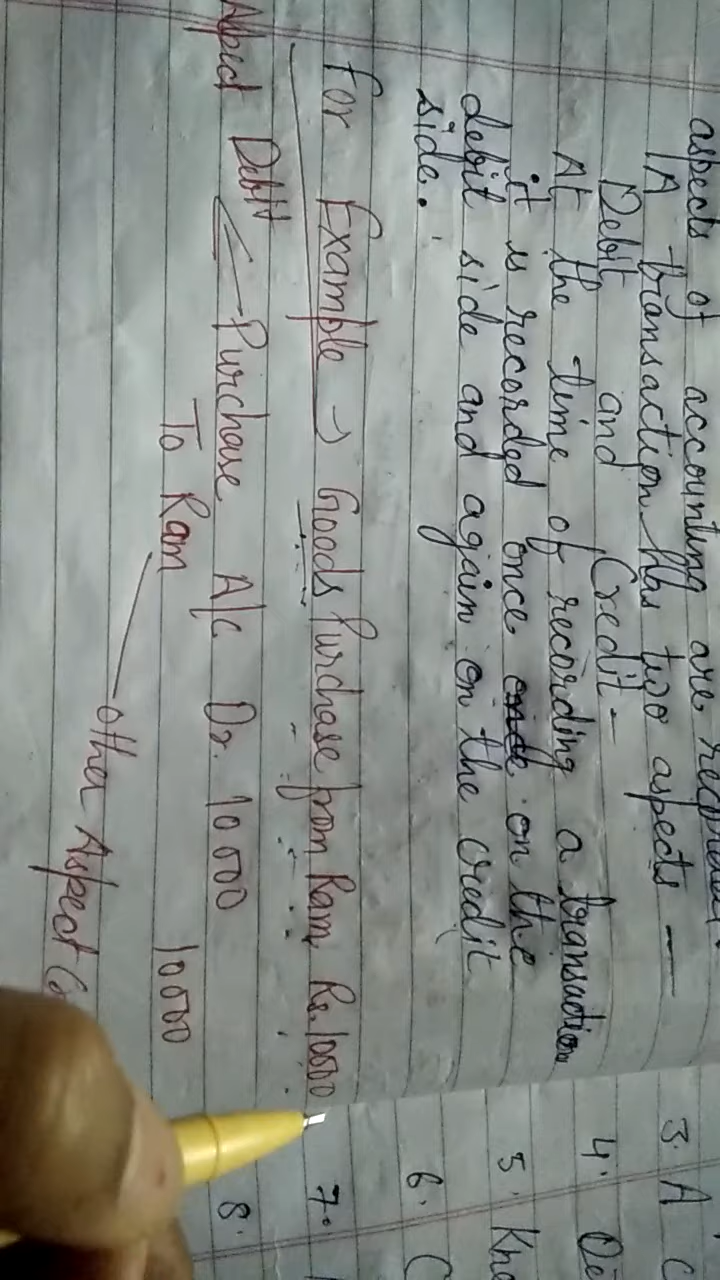 aspects of accounting are
A transaction has two aspects —
Debit and Credit –
At the time of recording a transaction
it is recorded once on the
debit side and again on the credit
side.
For Example → Goods Purchase from Ram, Rs. 10000
Aspect Debit Purchase A/c Dr. 10000
To Ram 10000
other Aspect
3. A
4.
5.
6.
7.
8.